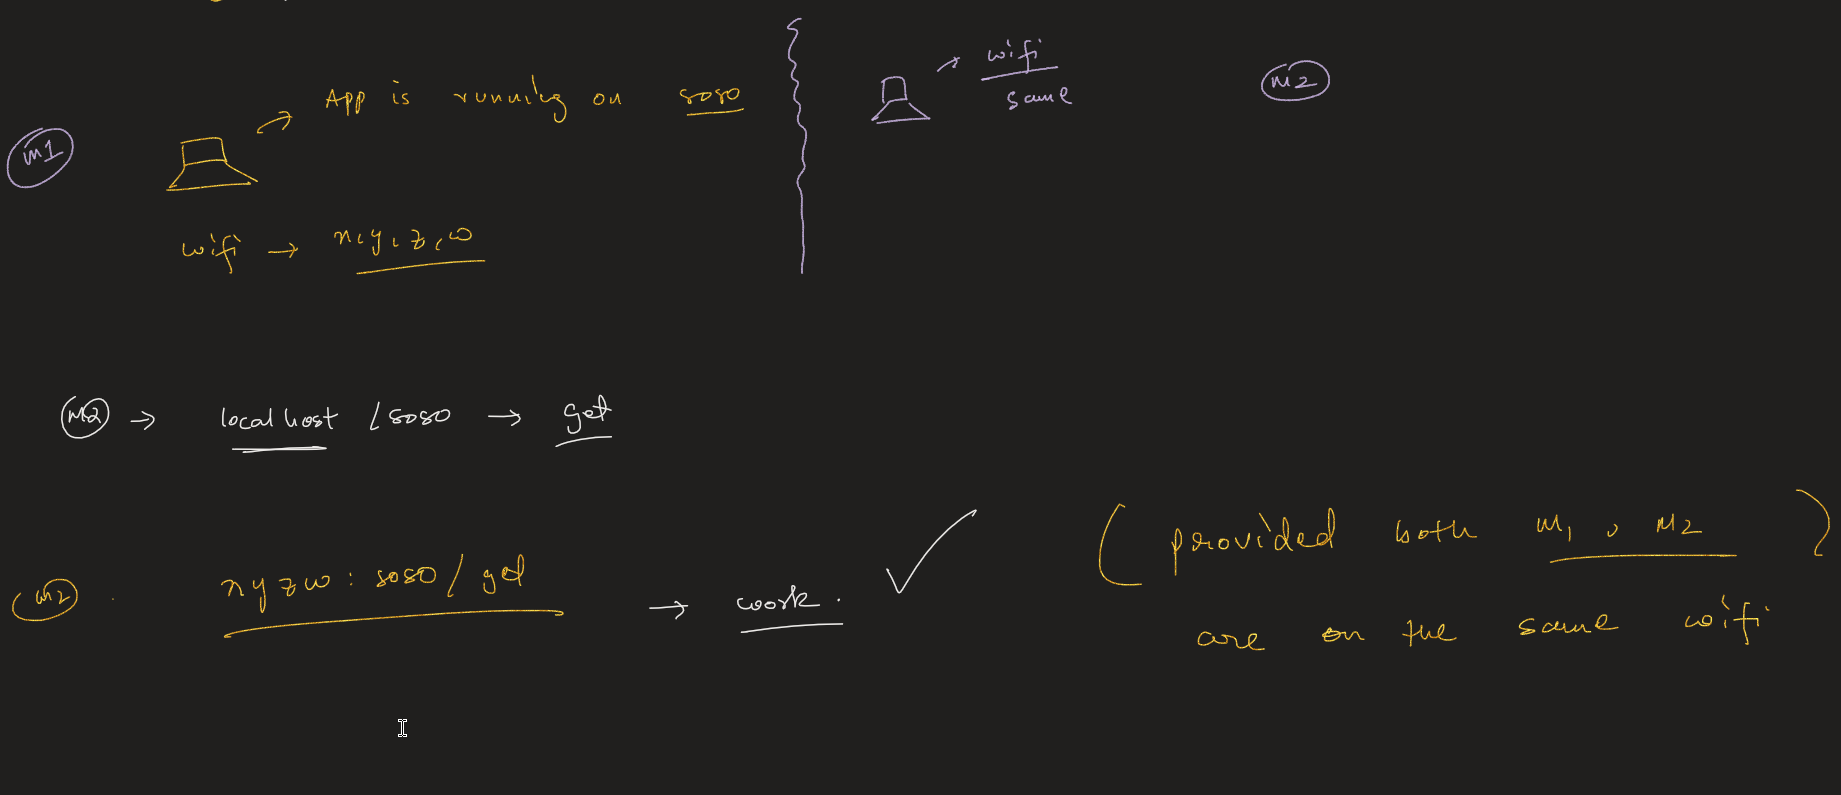 App is running on 8080
m1
wifi → x.y.z.w
wifi
same
m2
M2 → localhost / 8080 → get
m2 xyzw : 8080 / get → work.
(provided both M1, M2)
are on the same wifi